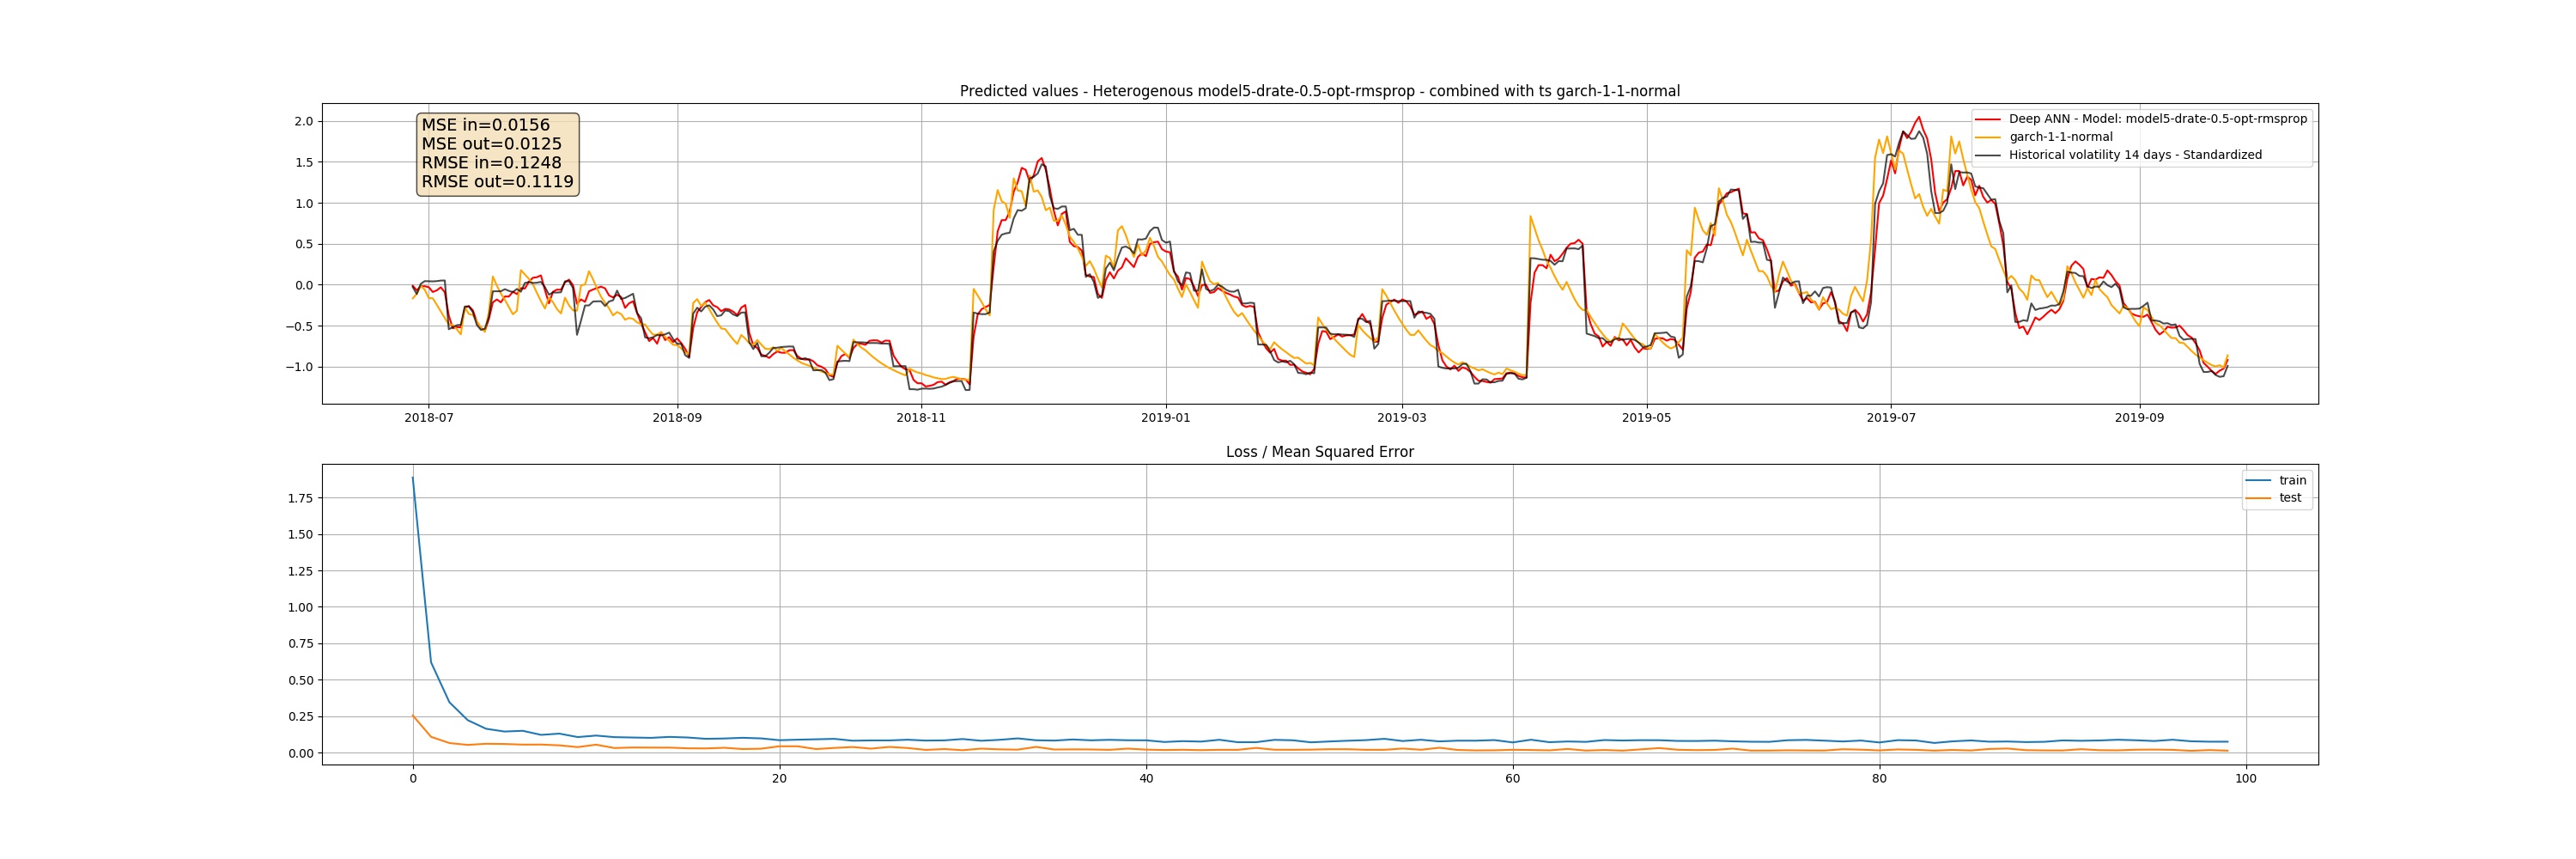 Predicted values - Heterogenous model5-drate-0.5-opt-rmsprop - combined with ts garch-1-1-normal
2.0
1.5
1.0
0.5
0.0
−0.5
−1.0
MSE in=0.0156
MSE out=0.0125
RMSE in=0.1248
RMSE out=0.1119
Deep ANN - Model: model5-drate-0.5-opt-rmsprop
garch-1-1-normal
Historical volatility 14 days - Standardized
2018-07 2018-09 2018-11 2019-01 2019-03 2019-05 2019-07 2019-09
Loss / Mean Squared Error
1.75
1.50
1.25
1.00
0.75
0.50
0.25
0.00
train
test
0 20 40 60 80 100